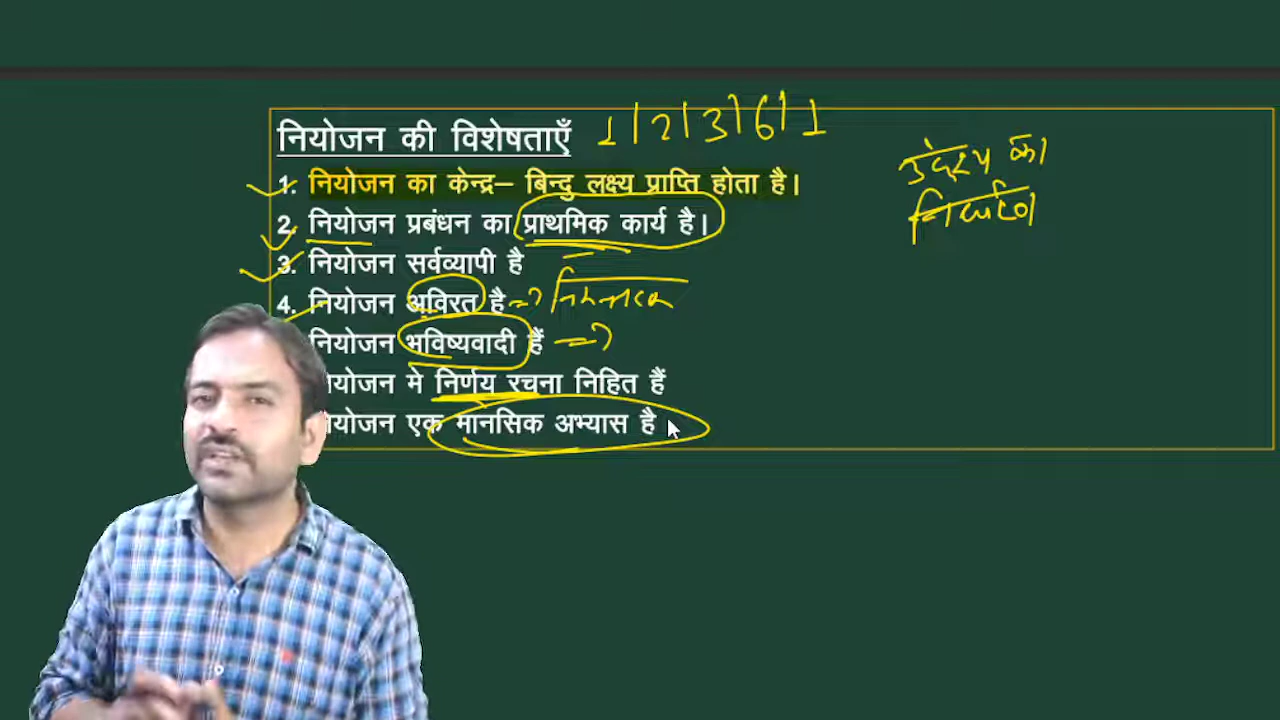 नियोजन की विशेषताएँ 1 | 2 | 3 | 6 | 1
1. नियोजन का केन्द्र– बिन्दु लक्ष्य प्राप्ति होता है।
उद्देश्य का
2. नियोजन प्रबंधन का प्राथमिक कार्य है।
निर्धारण
3. नियोजन सर्वव्यापी है
4. नियोजन अविरत है =>
नियोजन भविष्यवादी हैं =>
नियोजन मे निर्णय रचना निहित हैं
नियोजन एक मानसिक अभ्यास है